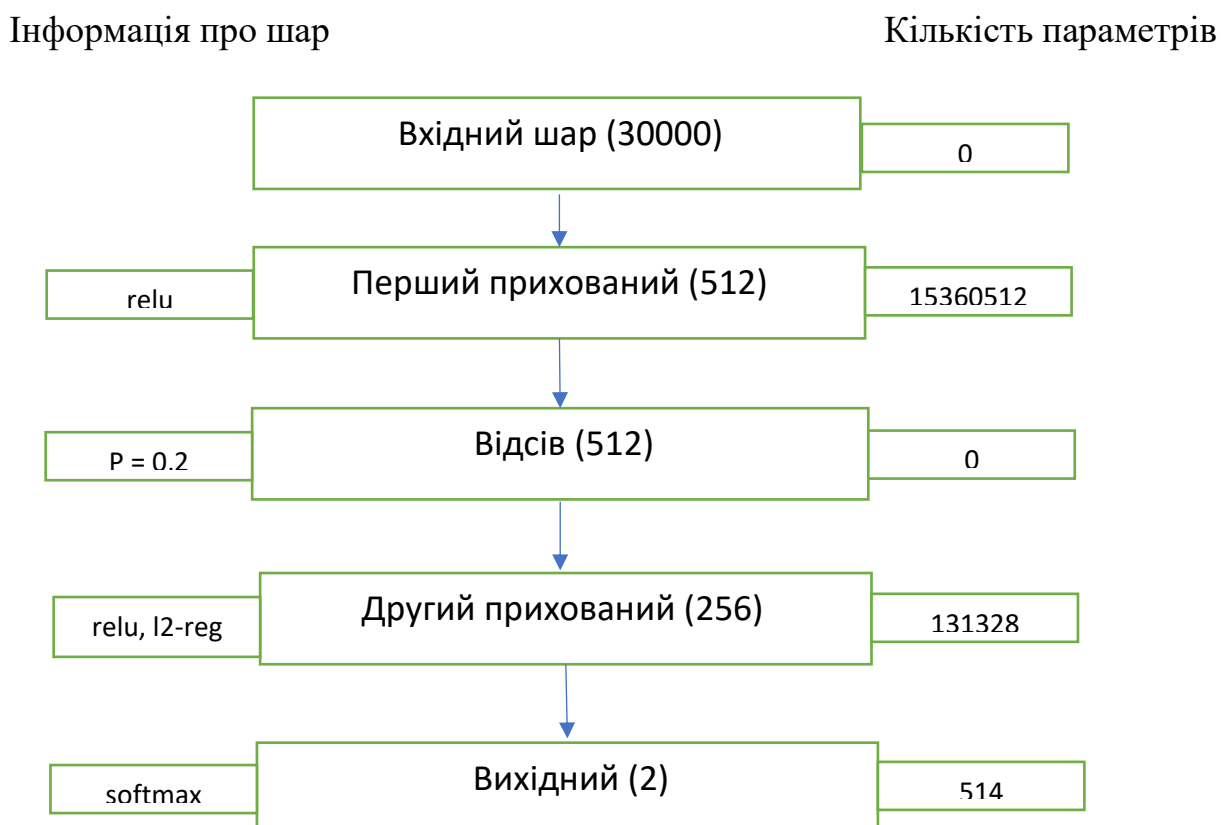 Інформація про шар
Кількість параметрів
Вхідний шар (30000)
0
relu
Перший прихований (512)
15360512
P = 0.2
Відсів (512)
0
relu, l2-reg
Другий прихований (256)
131328
softmax
Вихідний (2)
514